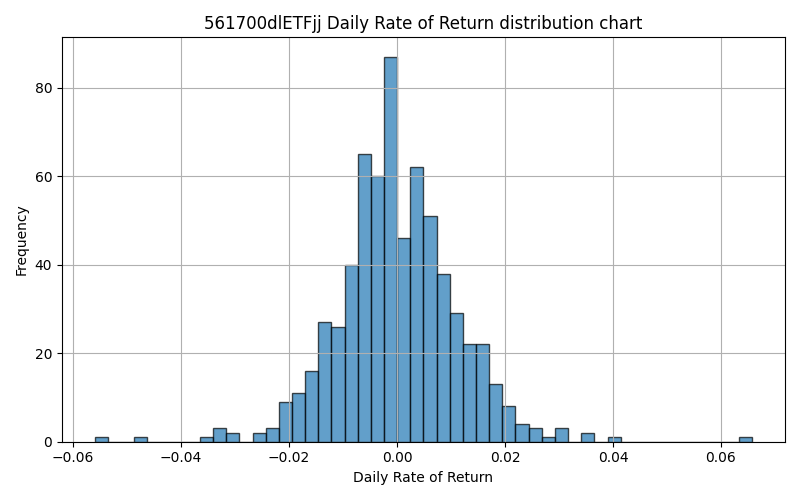 561700dlETFjj Daily Rate of Return distribution chart
Frequency
80
60
40
20
0
−0.06 −0.04 −0.02 0.00 0.02 0.04 0.06
Daily Rate of Return